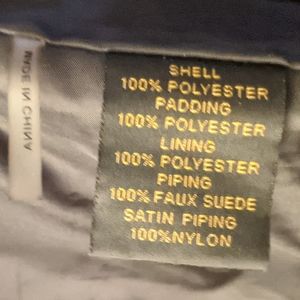 MADE IN CHINA
SHELL
100% POLYESTER
PADDING
100% POLYESTER
LINING
100% POLYESTER
PIPING
100% FAUX SUEDE
SATIN PIPING
100%NYLON